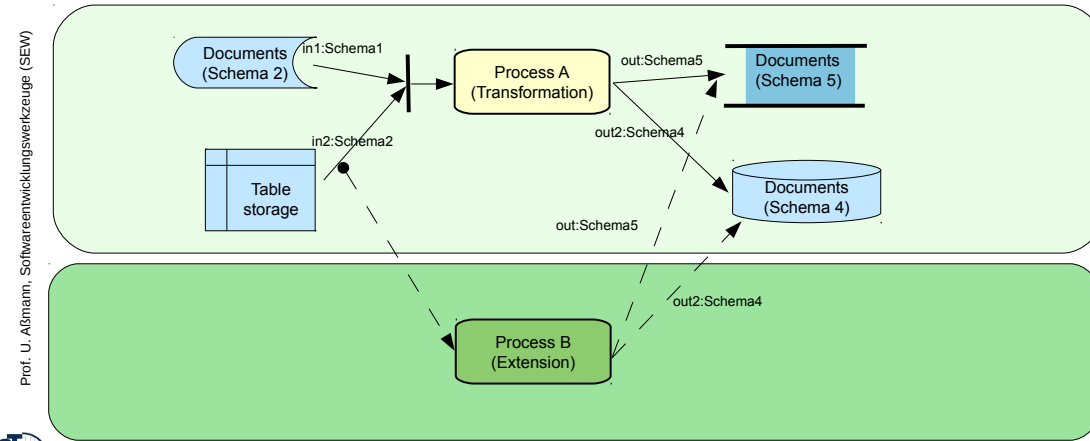 Prof. U. Aßmann, Softwareentwicklungswerkzeuge (SEW)
Documents
(Schema 2)
in1:Schema1
Process A
(Transformation)
out:Schema5
Documents
(Schema 5)
in2:Schema2
out2:Schema4
Table
storage
Documents
(Schema 4)
out:Schema5
out2:Schema4
Process B
(Extension)